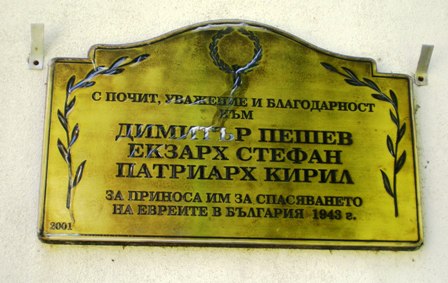 С ПОЧИТ, УВАЖЕНИЕ И БЛАГОДАРНОСТ
КЪМ
ДИМИТЪР ПЕШЕВ
ЕКЗАРХ СТЕФАН
ПАТРИАРХ КИРИЛ
ЗА ПРИНОСА ИМ ЗА СПАСЯВАНЕТО
НА ЕВРЕИТЕ В БЪЛГАРИЯ 1943 г.
2001